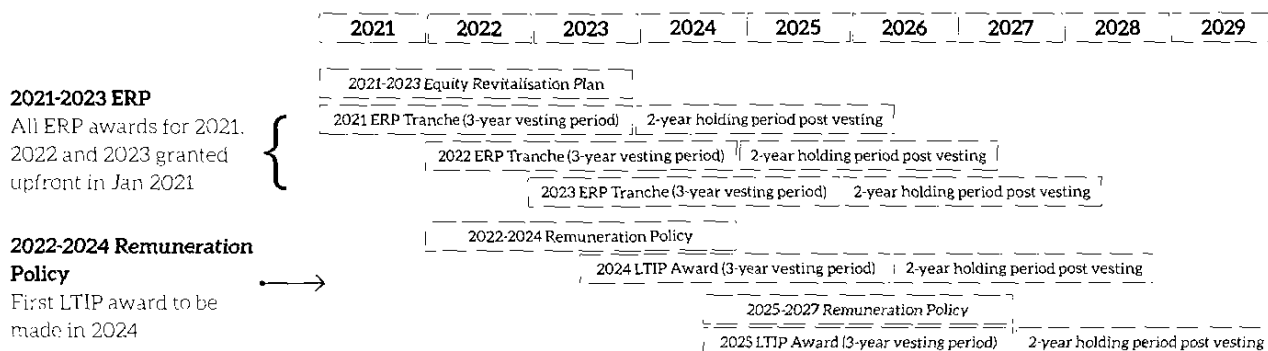 2021 2022 2023 2024 2025 2026 2027 2028 2029
2021-2023 Equity Revitalisation Plan
2021-2023 ERP
All ERP awards for 2021,
2022 and 2023 granted
upfront in Jan 2021
2021 ERP Tranche (3-year vesting period) 2-year holding period post vesting
2022 ERP Tranche (3-year vesting period) 2-year holding period post vesting
2023 ERP Tranche (3-year vesting period) 2-year holding period post vesting
2022-2024 Remuneration Policy
2022-2024 Remuneration
Policy
First LTIP award to be
made in 2024
2024 LTIP Award (3-year vesting period) 2-year holding period post vesting
2025-2027 Remuneration Policy
2025 LTIP Award (3-year vesting period) 2-year holding period post vesting